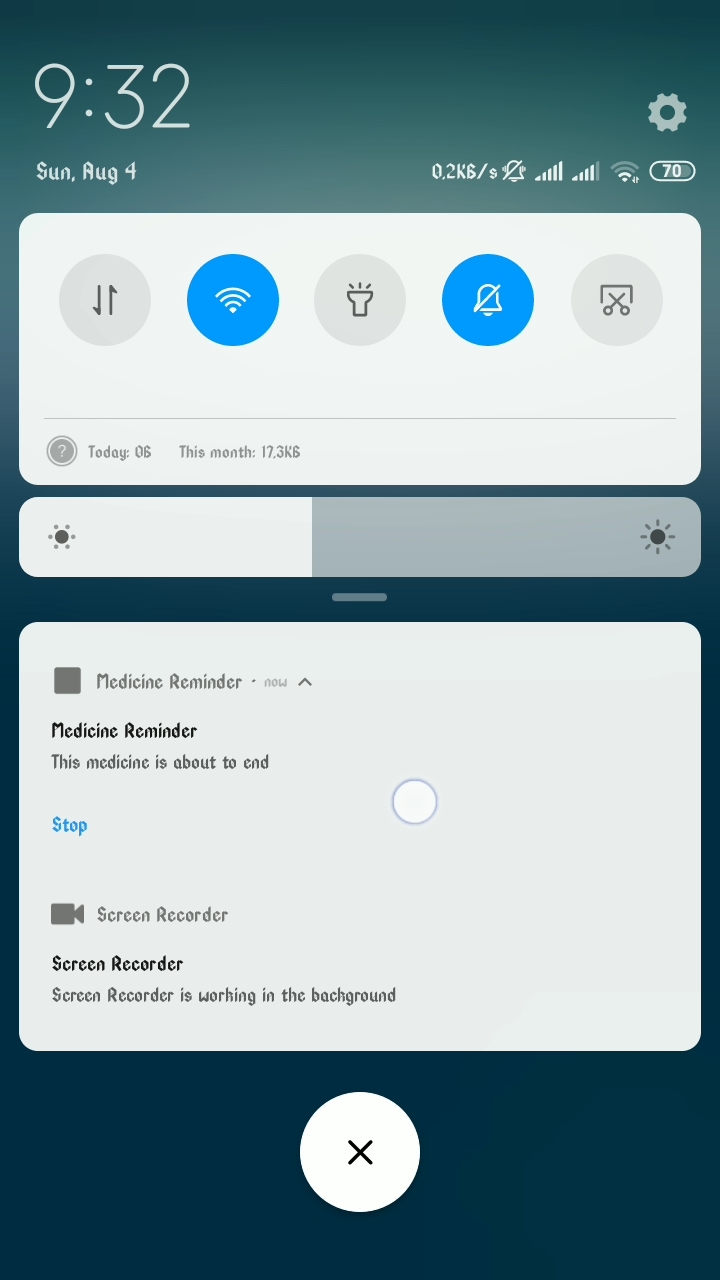 9:32
Sun, Aug 4 0.2KB/s 70
Today: 0B This month: 17.3KB
Medicine Reminder · now
Medicine Reminder
This medicine is about to end
Stop
Screen Recorder
Screen Recorder
Screen Recorder is working in the background